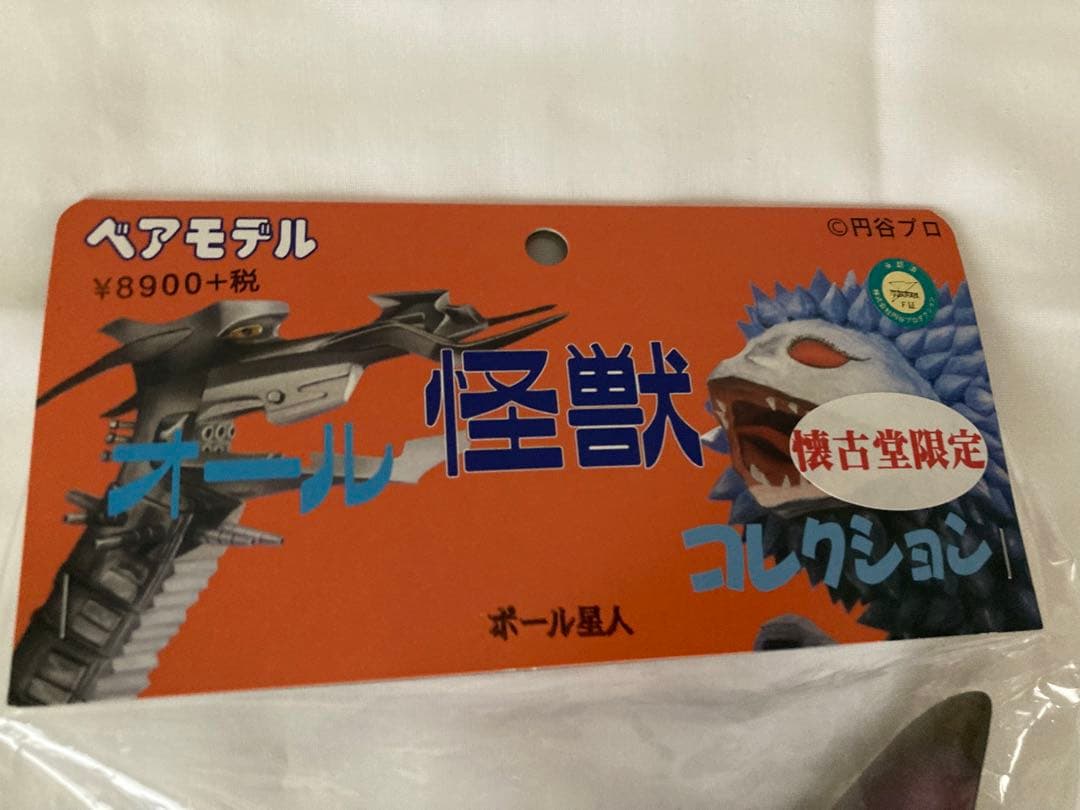 ベアモデル
¥8900+税
©円谷プロ
オール
怪獣
コレクション
懐古堂限定
ポール星人